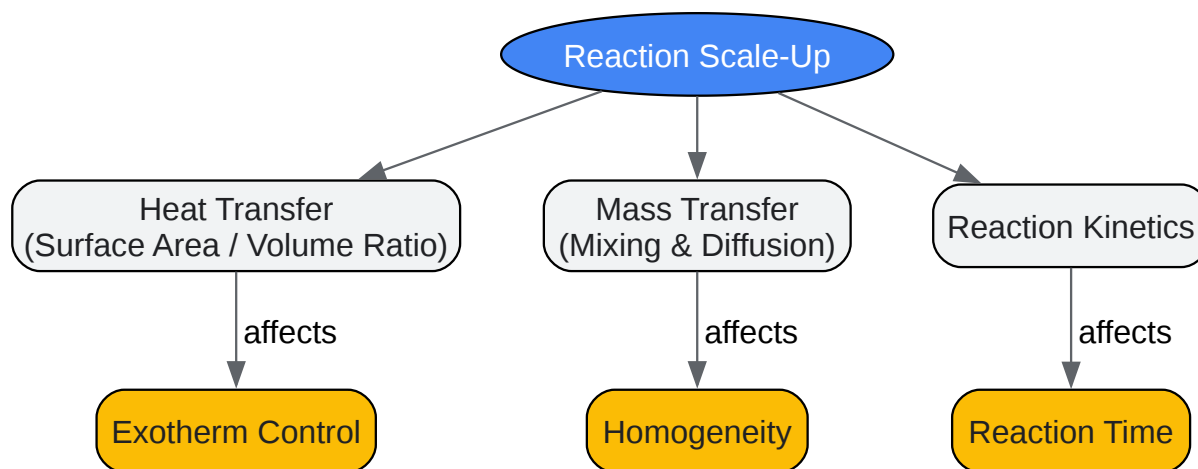 Reaction Scale-Up
Heat Transfer
(Surface Area / Volume Ratio)
Mass Transfer
(Mixing & Diffusion)
Reaction Kinetics
affects
affects
affects
Exotherm Control
Homogeneity
Reaction Time